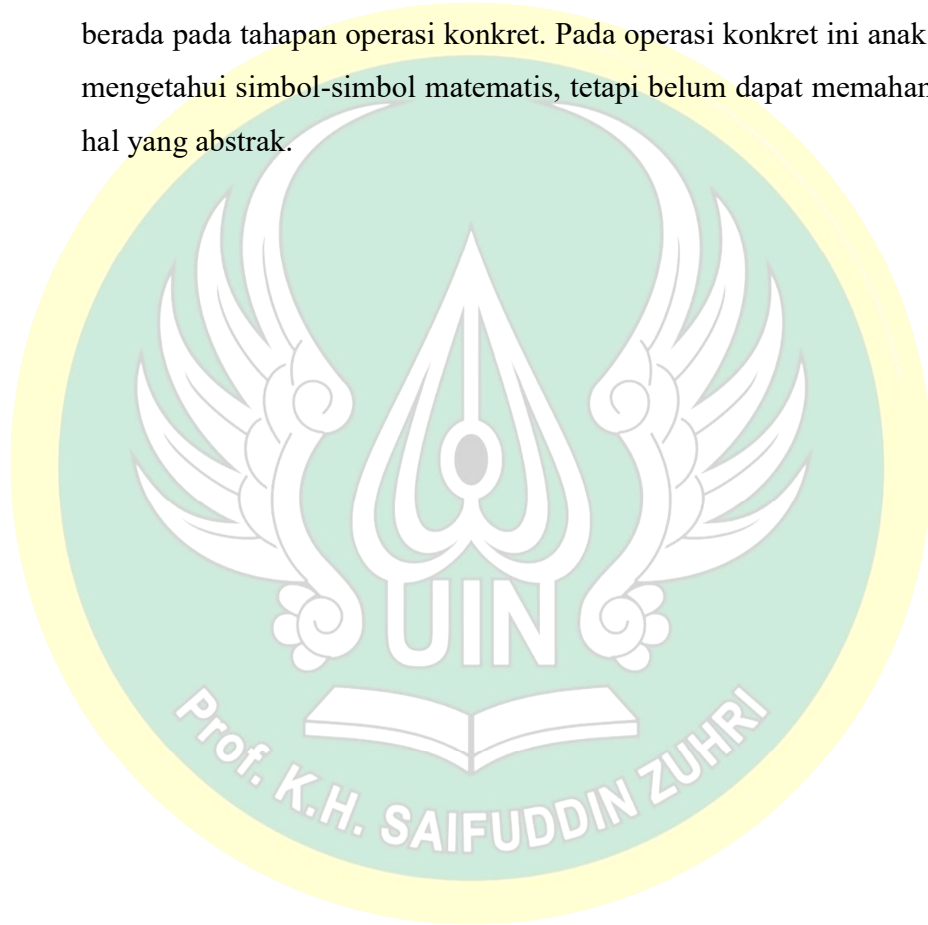 berada pada tahapan operasi konkret. Pada operasi konkret ini anak
mengetahui simbol-simbol matematis, tetapi belum dapat
hal yang abstrak.
UIN
Prof. K.H. SAIFUDDIN ZUHRI